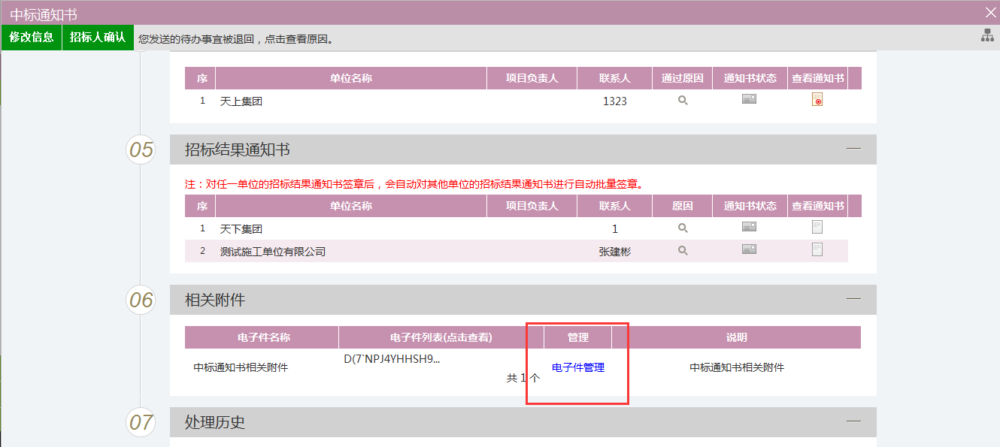 中标通知书
修改信息 招标人确认 您发送的待办事宜被退回，点击查看原因。
序 单位名称 项目负责人 联系人 通过原因 通知书状态 查看通知书
1 天上集团 1323
05 招标结果通知书
注：对任一单位的招标结果通知书签章后，会自动对其他单位的招标结果通知书进行自动批量签章。
序 单位名称 项目负责人 联系人 原因 通知书状态 查看通知书
1 天下集团 1
2 测试施工单位有限公司 张建彬
06 相关附件
电子件名称 电子件列表(点击查看) 管理 说明
D(7`NPJ4YHHSH9...
中标通知书相关附件 电子件管理 中标通知书相关附件
共 1 个
07 处理历史